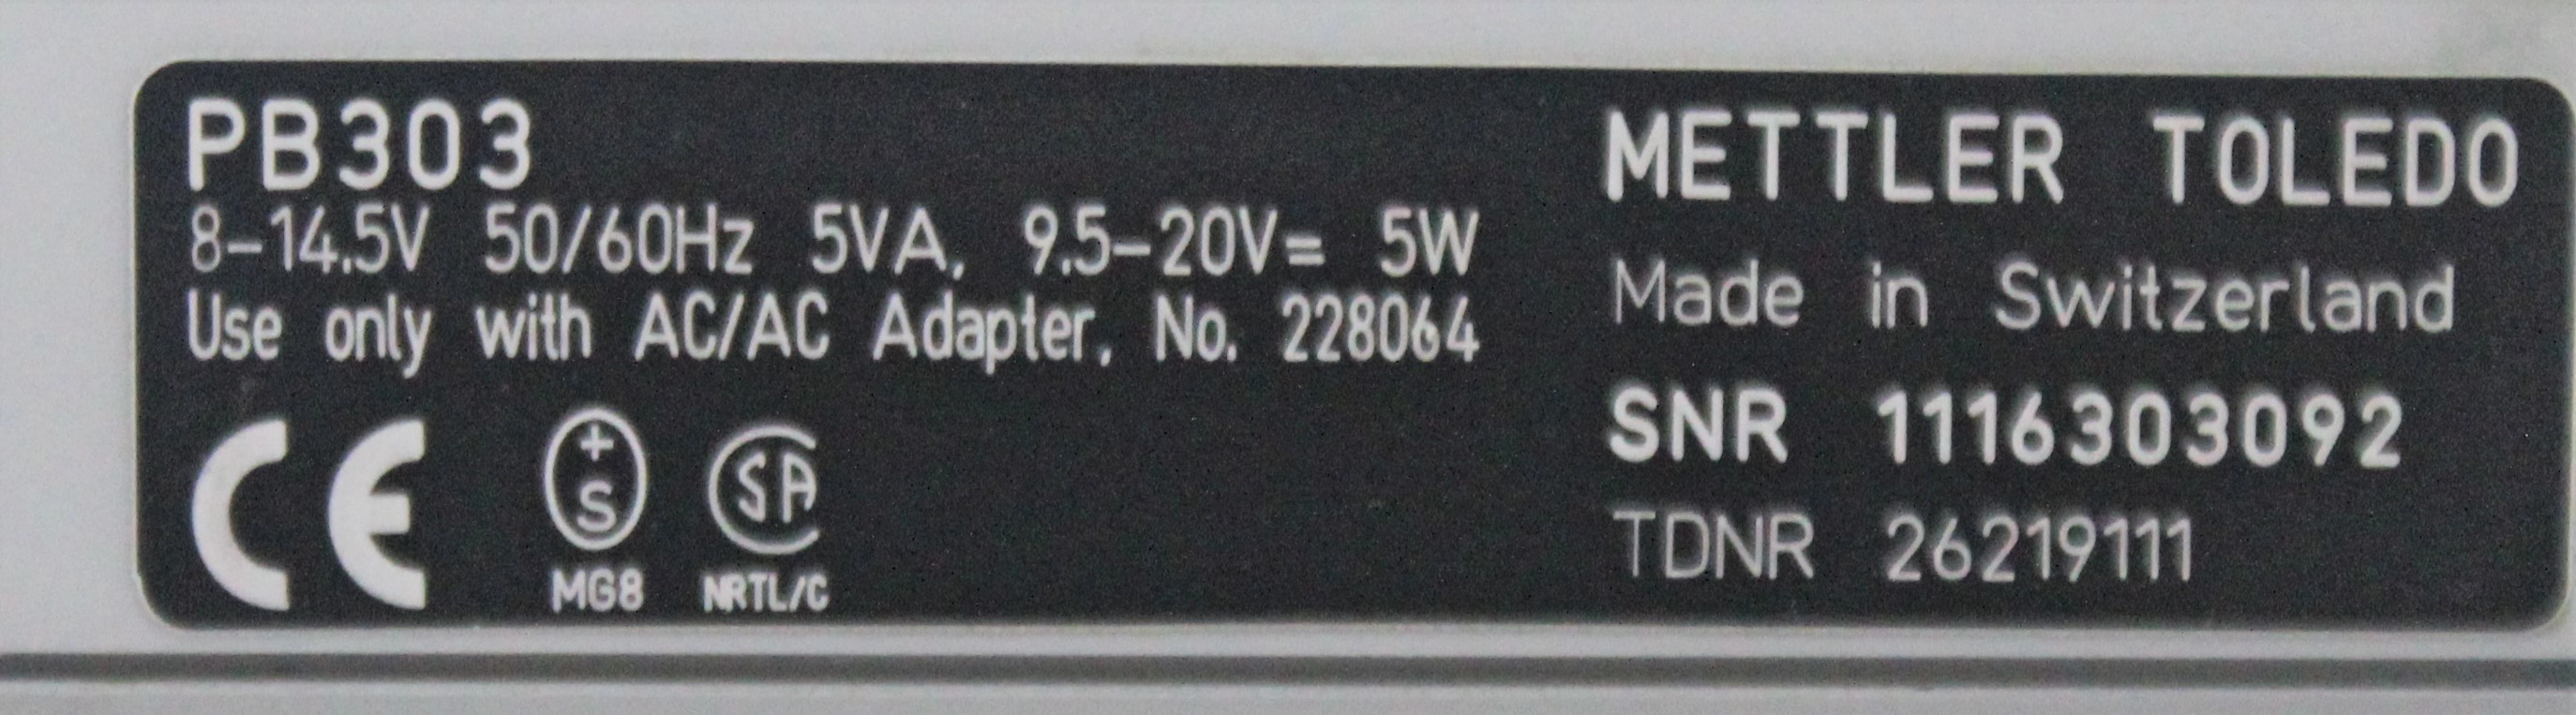 PB303
8-14.5V 50/60Hz 5VA, 9.5-20V= 5W
Use only with AC/AC Adapter, No. 228064
CE
+S
MG8
SA
NRTL/C
METTLER TOLEDO
Made in Switzerland
SNR 1116303092
TDNR 26219111